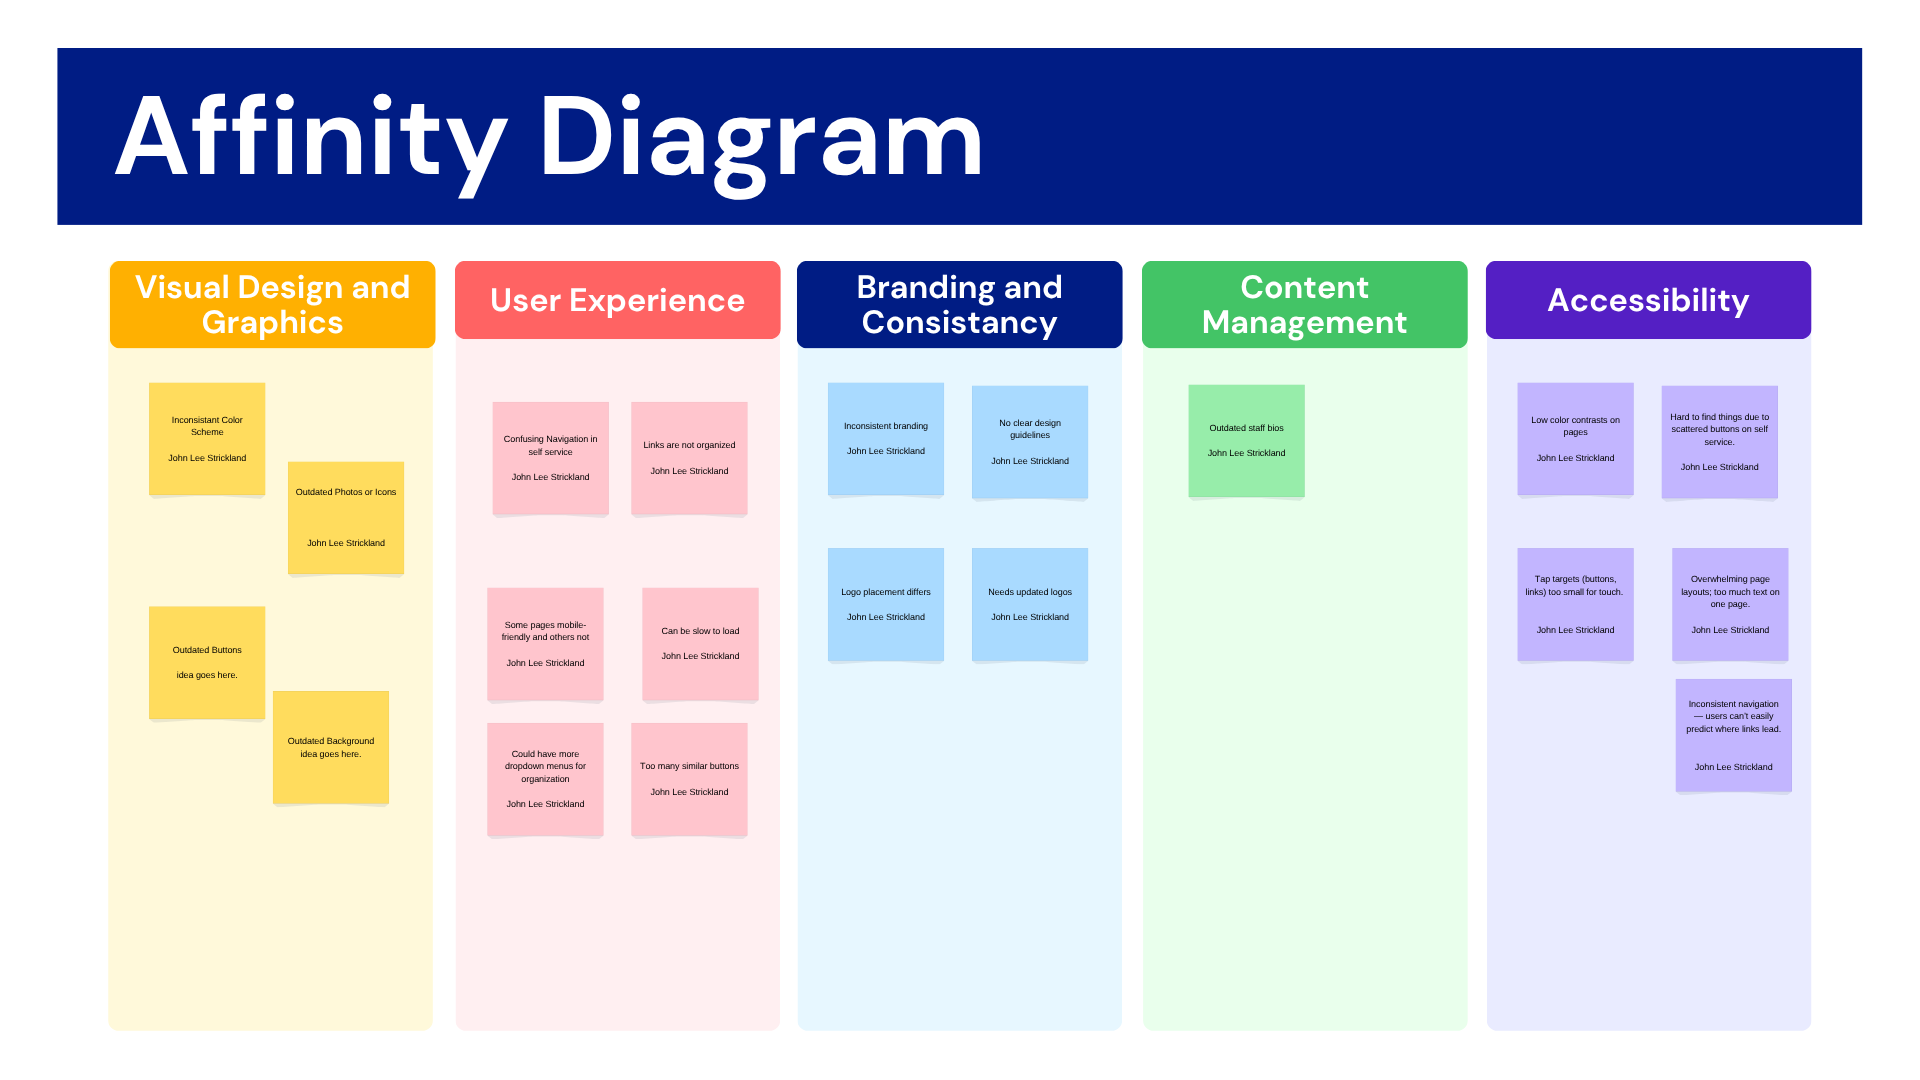 Affinity Diagram
Visual Design and
Graphics
Inconsistant Color
Scheme
John Lee Strickland
Outdated Photos or Icons
John Lee Strickland
Outdated Buttons
idea goes here.
Outdated Background
idea goes here.
User Experience
Confusing Navigation in
self service
John Lee Strickland
Links are not organized
John Lee Strickland
Some pages mobile-
friendly and others not
John Lee Strickland
Can be slow to load
John Lee Strickland
Could have more
dropdown menus for
organization
John Lee Strickland
Too many similar buttons
John Lee Strickland
Branding and
Consistancy
Inconsistent branding
John Lee Strickland
No clear design
guidelines
John Lee Strickland
Logo placement differs
John Lee Strickland
Needs updated logos
John Lee Strickland
Content
Management
Outdated staff bios
John Lee Strickland
Accessibility
Low color contrasts on
pages
John Lee Strickland
Hard to find things due to
scattered buttons on self
service.
John Lee Strickland
Tap targets (buttons,
links) too small for touch.
John Lee Strickland
Overwhelming page
layouts; too much text on
one page.
John Lee Strickland
Inconsistent navigation
— users can't easily
predict where links lead.
John Lee Strickland